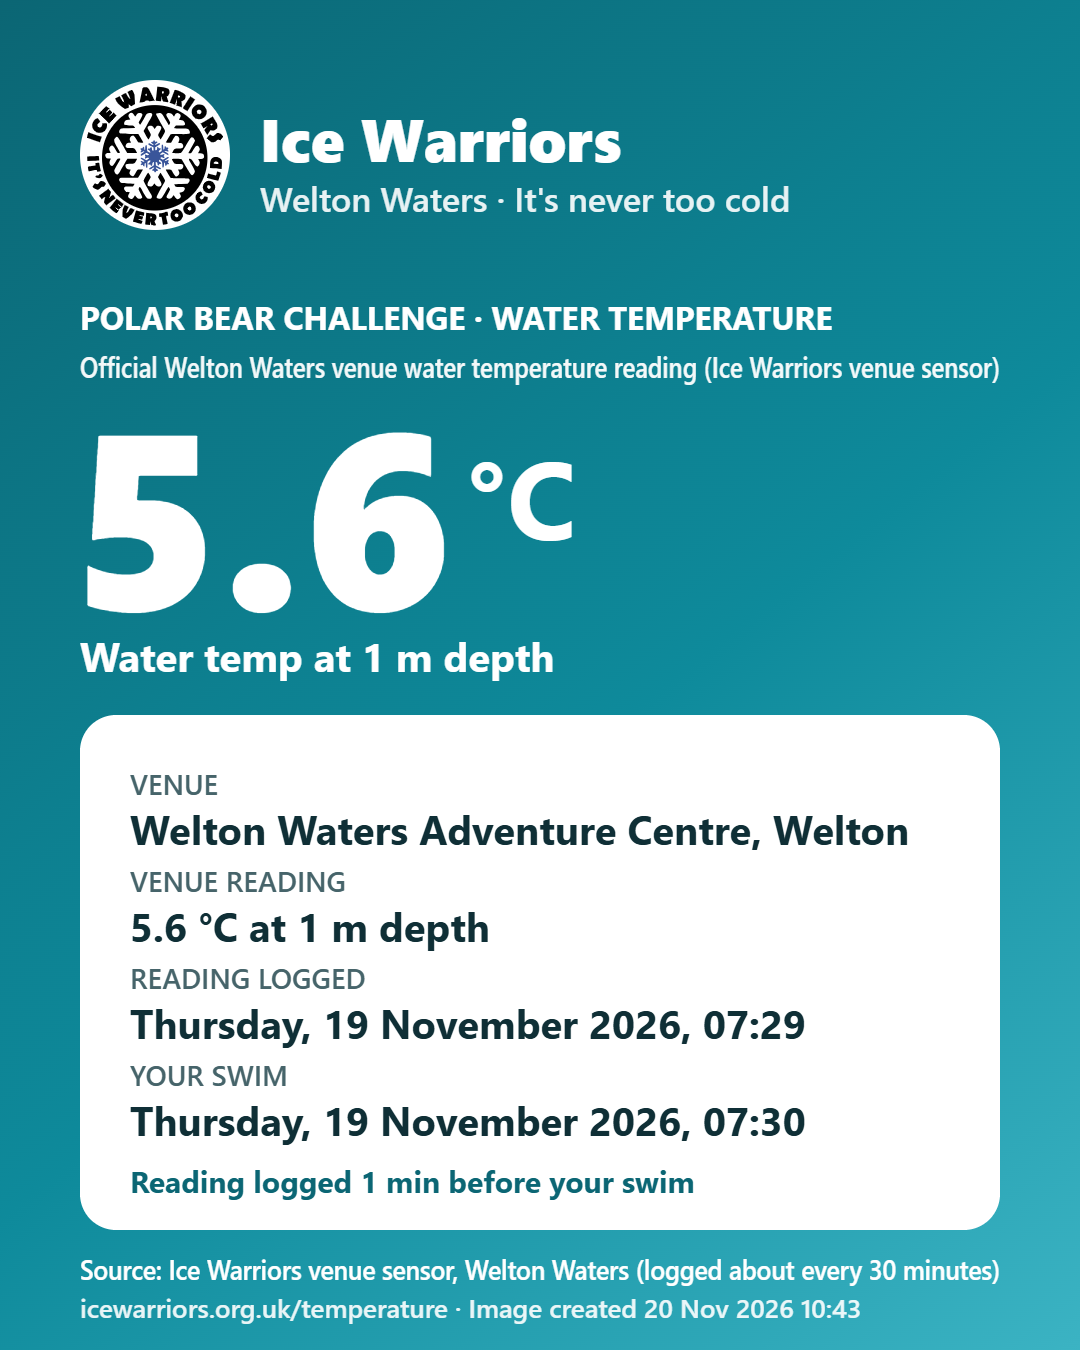 ICE WARRIORS
IT'S NEVER TOO COLD
Ice Warriors
Welton Waters · It's never too cold
POLAR BEAR CHALLENGE · WATER TEMPERATURE
Official Welton Waters venue water temperature reading (Ice Warriors venue sensor)
5.6 °C
Water temp at 1 m depth
VENUE
Welton Waters Adventure Centre, Welton
VENUE READING
5.6 °C at 1 m depth
READING LOGGED
Thursday, 19 November 2026, 07:29
YOUR SWIM
Thursday, 19 November 2026, 07:30
Reading logged 1 min before your swim
Source: Ice Warriors venue sensor, Welton Waters (logged about every 30 minutes)
icewarriors.org.uk/temperature · Image created 20 Nov 2026 10:43